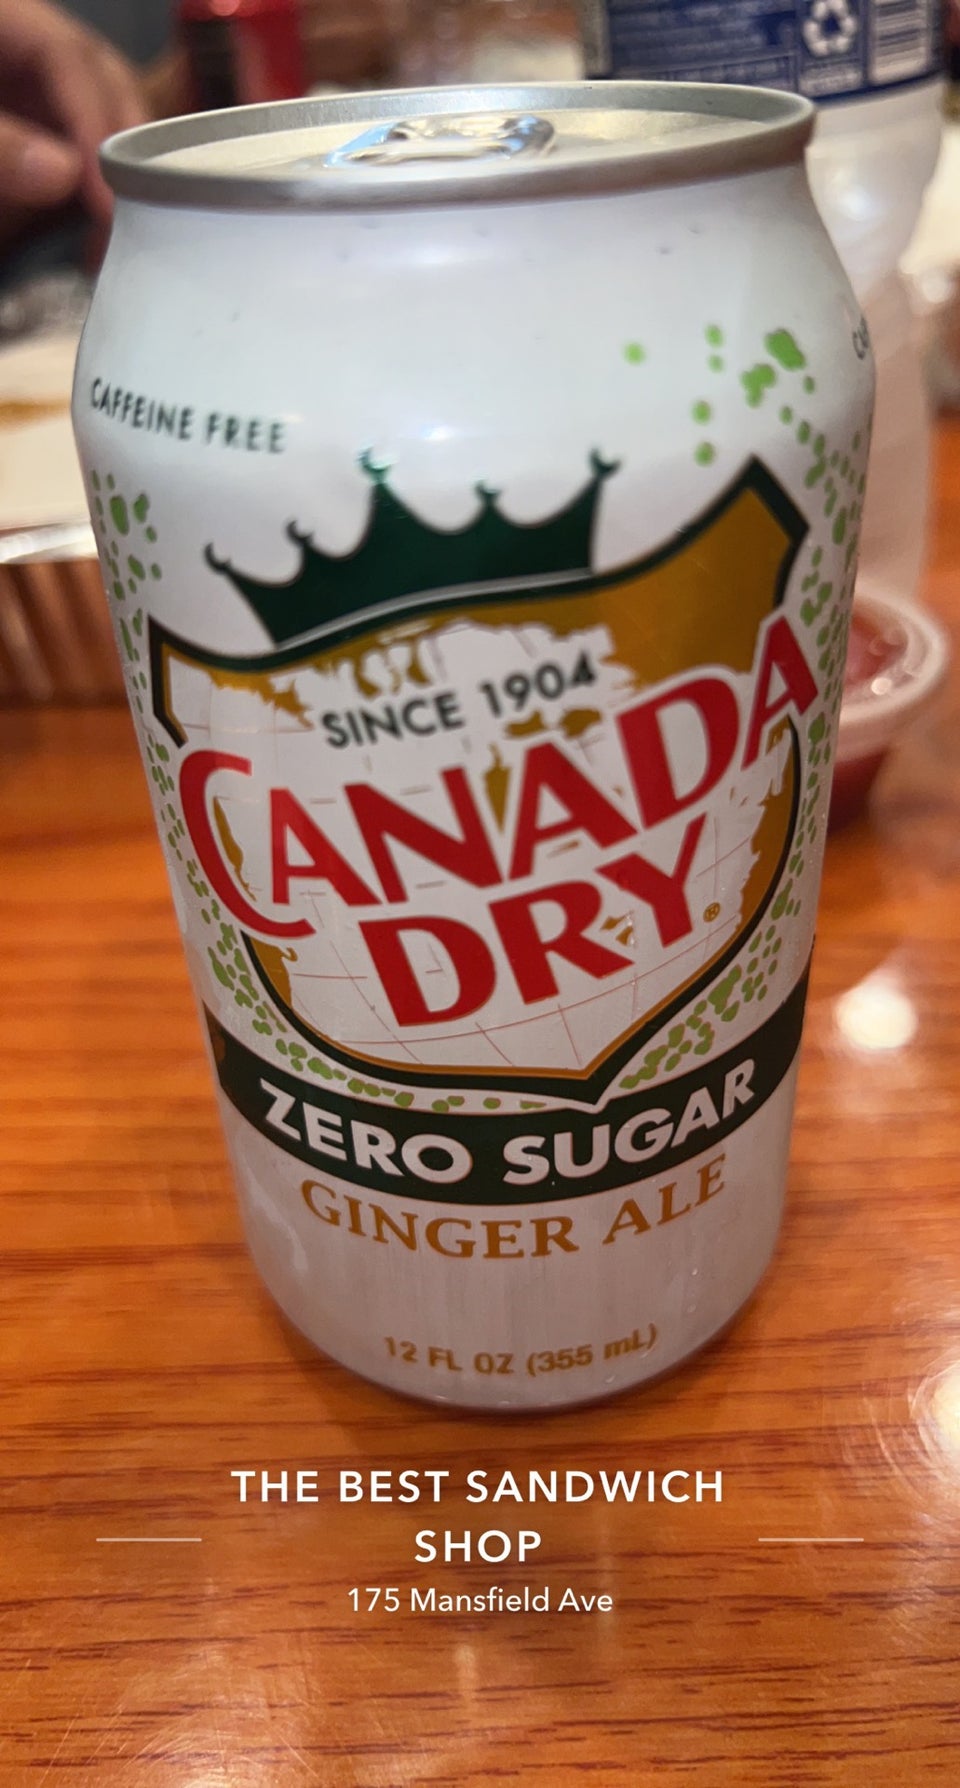 CAFFEINE FREE
SINCE 1904
CANADA
DRY®
ZERO SUGAR
GINGER ALE
12 FL OZ (355 mL)
THE BEST SANDWICH
SHOP
175 Mansfield Ave